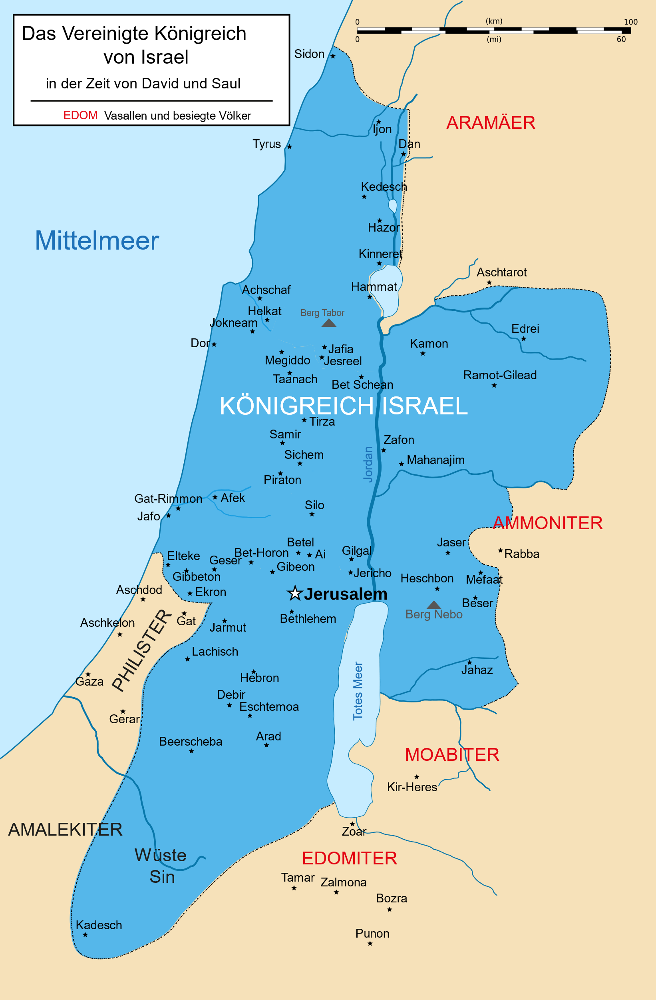 Das Vereinigte Königreich
von Israel
in der Zeit von David und Saul
EDOM Vasallen und besiegte Völker
0 (km) 100
0 (mi) 60
Sidon
ARAMÄER
Ijon
Tyrus
Dan
Kedesch
Hazor
Mittelmeer
Kinneret
Aschtarot
Hammat
Achschaf
Helkat
Berg Tabor
Jokneam
Edrei
Dor
Kamon
Jafia
Megiddo
Jesreel
Taanach
Ramot-Gilead
Bet Schean
KÖNIGREICH ISRAEL
Tirza
Samir
Zafon
Sichem
Mahanajim
Jordan
Piraton
Gat-Rimmon
Afek
Silo
Jafo
AMMONITER
Betel
Jaser
Bet-Horon
Ai
Gilgal
Rabba
Elteke
Geser
Gibeon
Gibbeton
Jericho
Heschbon
Mefaat
Aschdod
Ekron
Jerusalem
Beser
Berg Nebo
Bethlehem
Aschkelon
Gat
Jarmut
PHILISTER
Lachisch
Jahaz
Hebron
Gaza
Totes Meer
Debir
Eschtemoa
Gerar
Arad
Beerscheba
MOABITER
Kir-Heres
AMALEKITER
Zoar
Wüste
Sin
EDOMITER
Tamar
Zalmona
Bozra
Kadesch
Punon